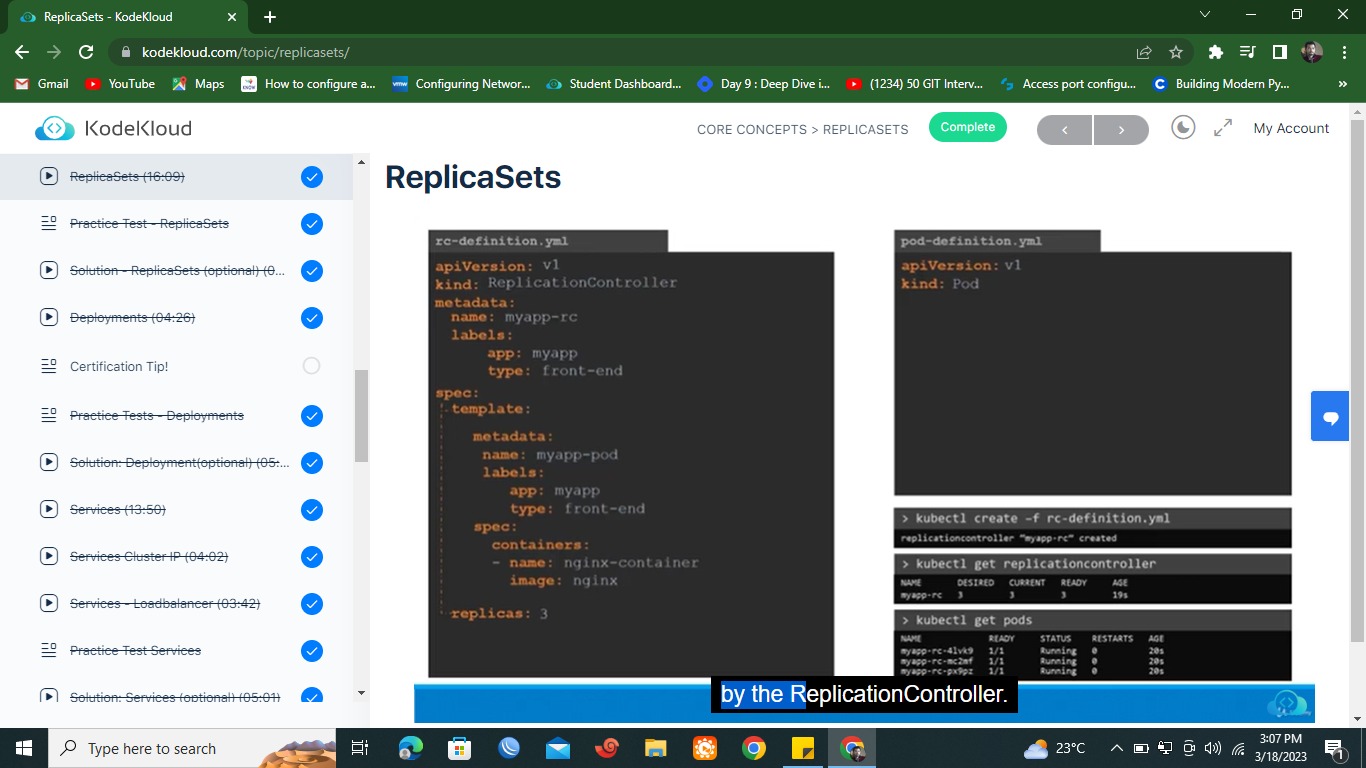 ReplicaSets - KodeKloud
kodekloud.com/topic/replicasets/
Gmail
YouTube
Maps
How to configure a...
Configuring Networ...
Student Dashboard...
Day 9 : Deep Dive i...
(1234) 50 GIT Interv...
Access port configu...
Building Modern Py...
»
KodeKloud
CORE CONCEPTS > REPLICASETS
Complete
My Account
ReplicaSets (16:09)
Practice Test - ReplicaSets
Solution - ReplicaSets (optional) (0...
Deployments (04:26)
Certification Tip!
Practice Tests - Deployments
Solution: Deployment(optional) (05:...
Services (13:50)
Services Cluster IP (04:02)
Services - Loadbalancer (03:42)
Practice Test Services
Solution: Services (optional) (05:01)
ReplicaSets
rc-definition.yml
apiVersion: v1
kind: ReplicationController
metadata:
name: myapp-rc
labels:
app: myapp
type: front-end
spec:
template:
metadata:
name: myapp-pod
labels:
app: myapp
type: front-end
spec:
containers:
- name: nginx-container
image: nginx
replicas: 3
pod-definition.yml
apiVersion: v1
kind: Pod
> kubectl create -f rc-definition.yml
replicationcontroller "myapp-rc" created
> kubectl get replicationcontroller
NAME DESIRED CURRENT READY AGE
myapp-rc 3 3 3 19s
> kubectl get pods
NAME READY STATUS RESTARTS AGE
myapp-rc-4lvk9 1/1 Running 0 20s
myapp-rc-mc2mf 1/1 Running 0 20s
myapp-rc-px9pz 1/1 Running 0 20s
by the ReplicationController.
Type here to search
23°C
3:07 PM
3/18/2023
1